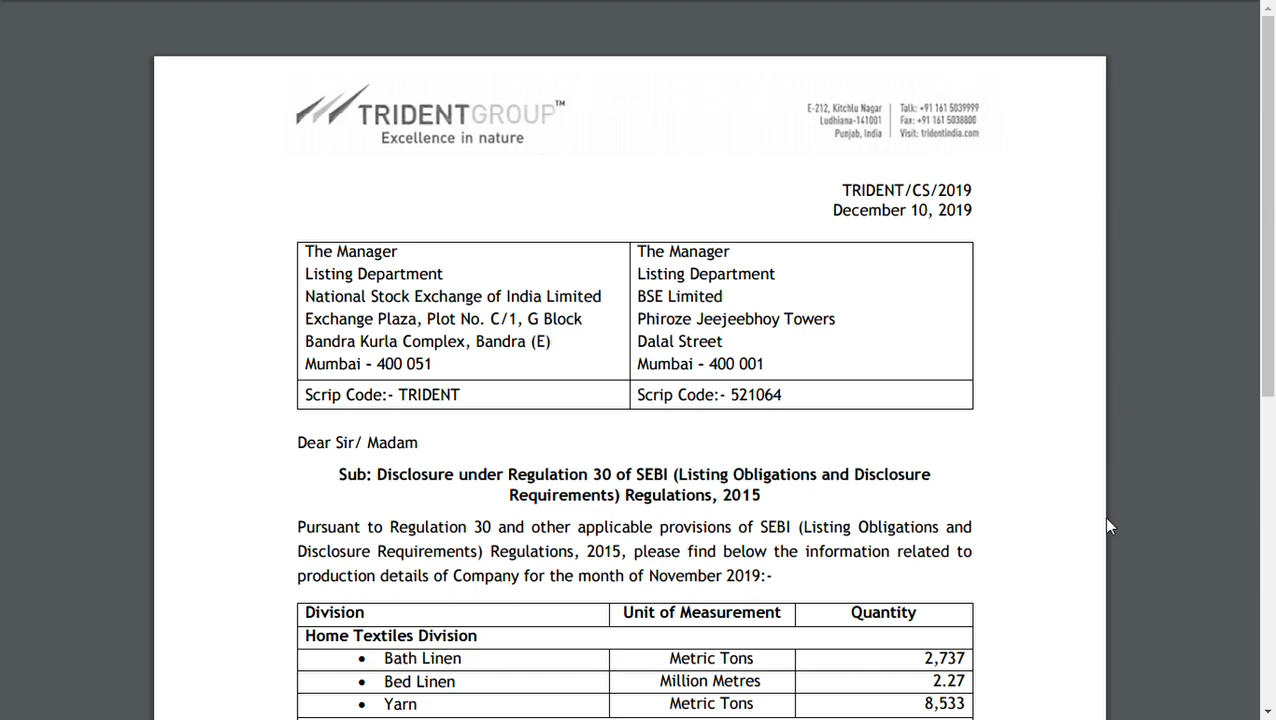 TRIDENTGROUP™
Excellence in nature
E-212, Kitchlu Nagar
Ludhiana-141001
Punjab, India
Talk: +91 161 5039999
Fax: +91 161 5038800
Visit: tridentindia.com
TRIDENT/CS/2019
December 10, 2019
The Manager
Listing Department
National Stock Exchange of India Limited
Exchange Plaza, Plot No. C/1, G Block
Bandra Kurla Complex, Bandra (E)
Mumbai – 400 051
The Manager
Listing Department
BSE Limited
Phiroze Jeejeebhoy Towers
Dalal Street
Mumbai – 400 001
Scrip Code:- TRIDENT
Scrip Code:- 521064
Dear Sir/ Madam
Sub: Disclosure under Regulation 30 of SEBI (Listing Obligations and Disclosure
Requirements) Regulations, 2015
Pursuant to Regulation 30 and other applicable provisions of SEBI (Listing Obligations and
Disclosure Requirements) Regulations, 2015, please find below the information related to
production details of Company for the month of November 2019:-
Division Unit of Measurement Quantity
Home Textiles Division
• Bath Linen Metric Tons 2,737
• Bed Linen Million Metres 2.27
• Yarn Metric Tons 8,533